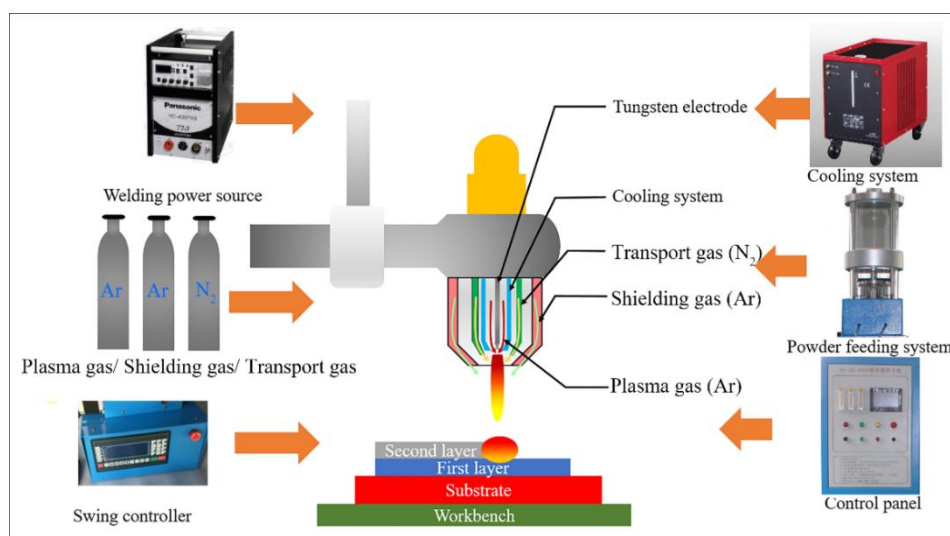 Panasonic
Welding power source
Ar
Ar
N₂
Plasma gas/ Shielding gas/ Transport gas
Swing controller
Tungsten electrode
Cooling system
Transport gas (N₂)
Shielding gas (Ar)
Plasma gas (Ar)
Second layer
First layer
Substrate
Workbench
Cooling system
Powder feeding system
Control panel